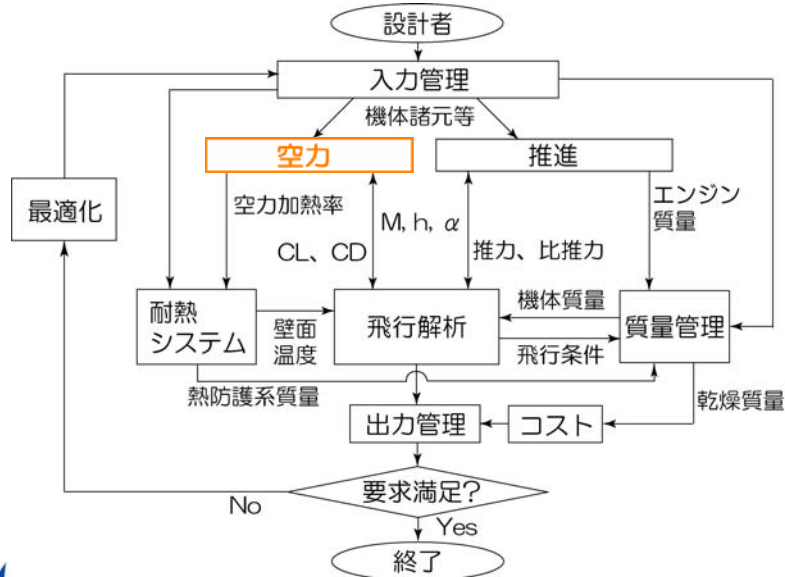 設計者
入力管理
機体諸元等
空力
推進
最適化
空力加熱率
M, h, α
エンジン
質量
CL、CD
推力、比推力
耐熱
システム
壁面
温度
飛行解析
機体質量
飛行条件
質量管理
熱防護系質量
乾燥質量
出力管理
コスト
要求満足?
No
Yes
終了